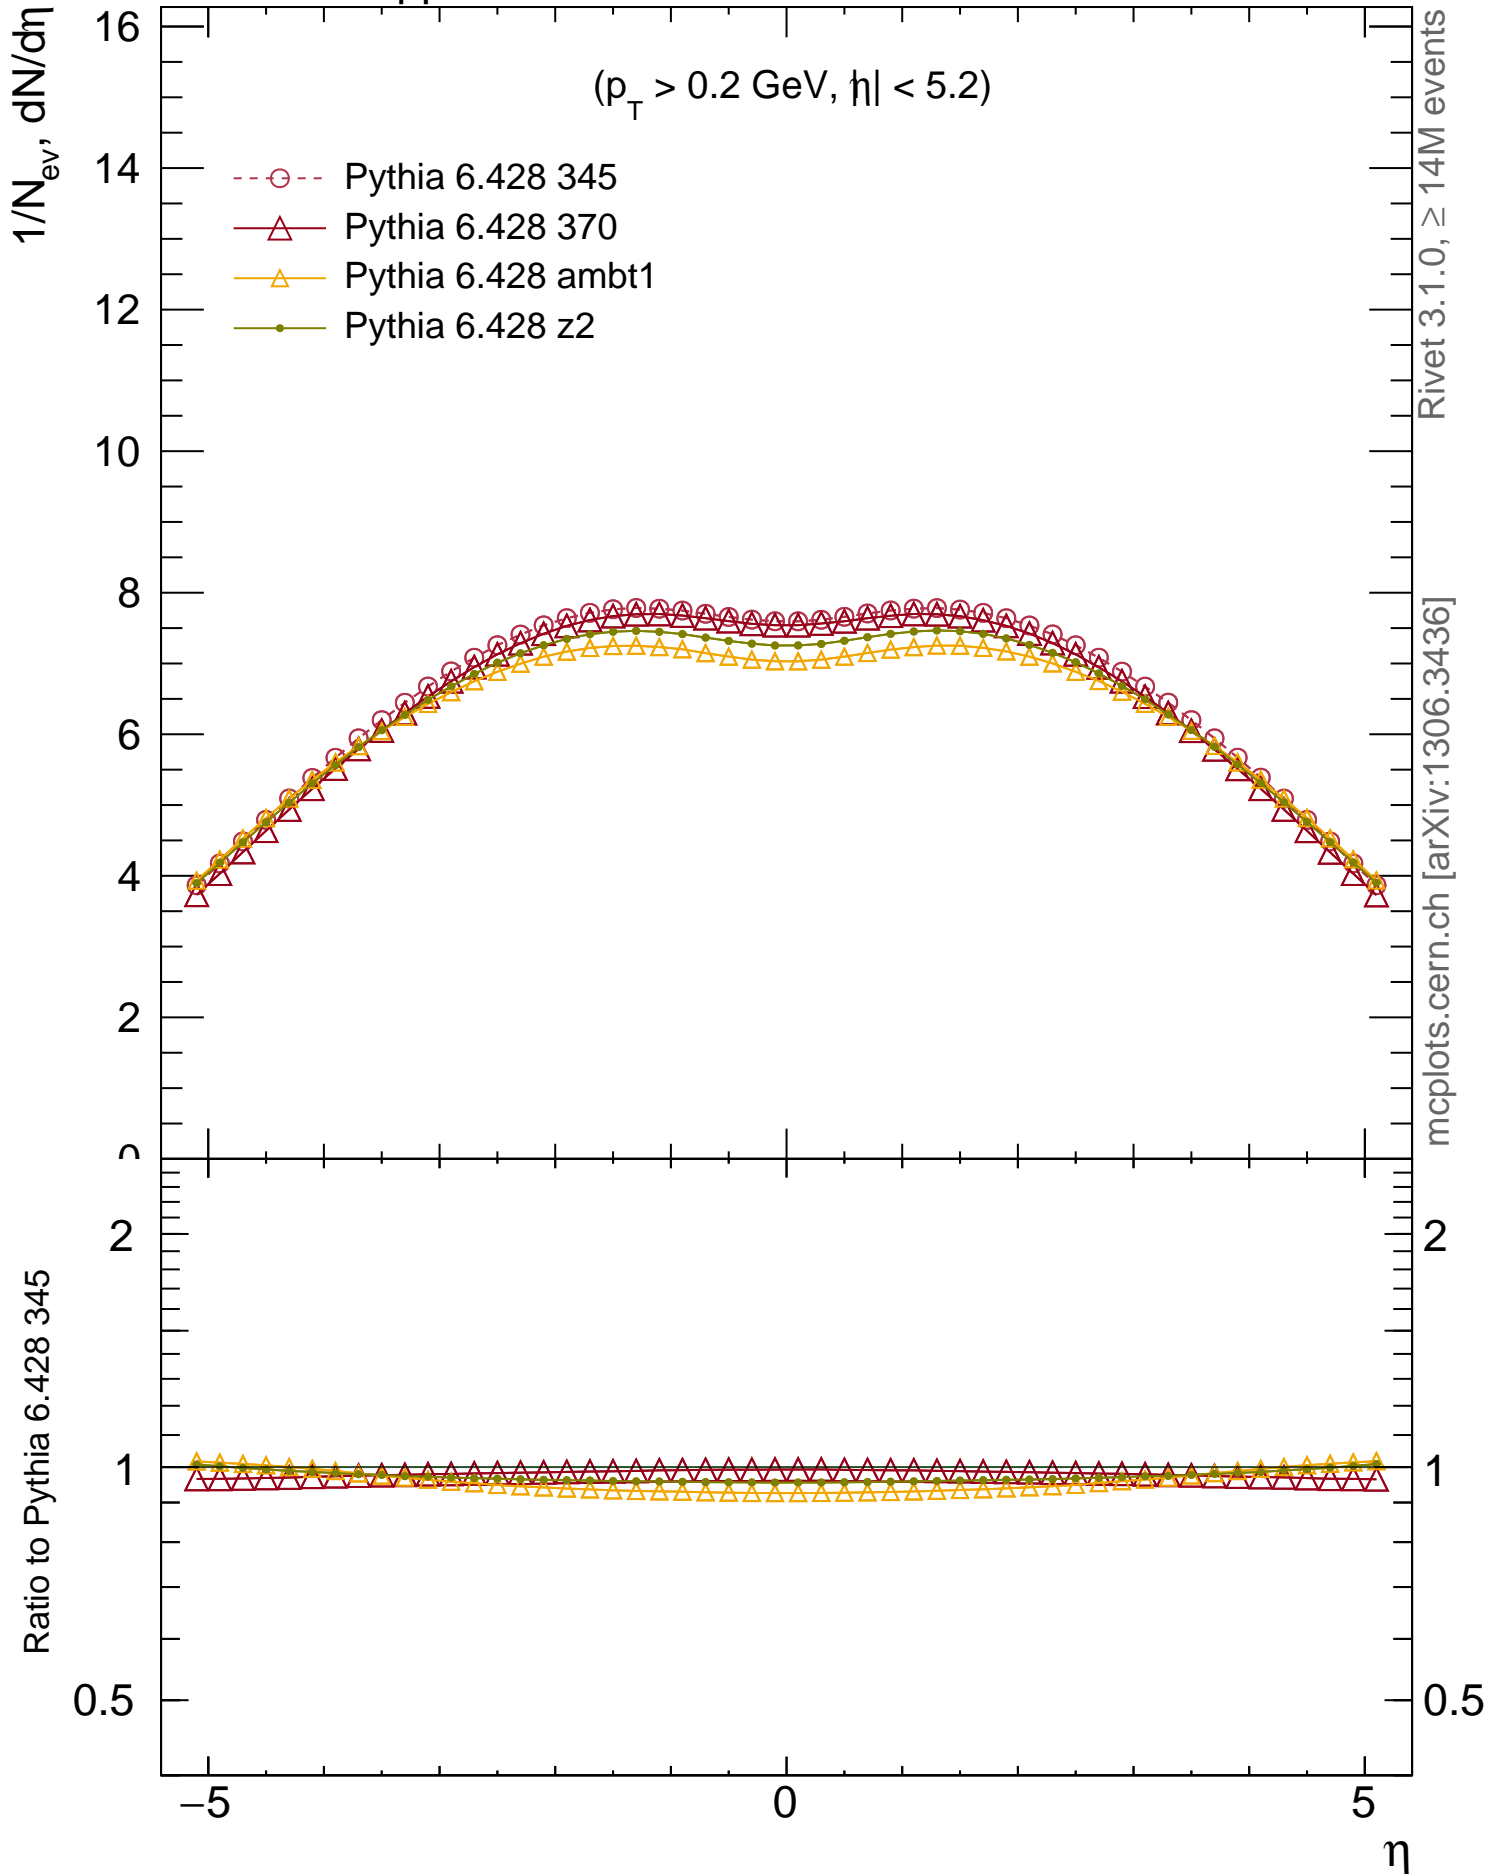 1/N_ev, dN/dη
(p_T > 0.2 GeV, |η| < 5.2)
Pythia 6.428 345
Pythia 6.428 370
Pythia 6.428 ambt1
Pythia 6.428 z2
16
14
12
10
8
6
4
2
0
Rivet 3.1.0, ≥ 14M events
mcplots.cern.ch [arXiv:1306.3436]
Ratio to Pythia 6.428 345
2
1
0.5
2
1
0.5
−5
0
5
η